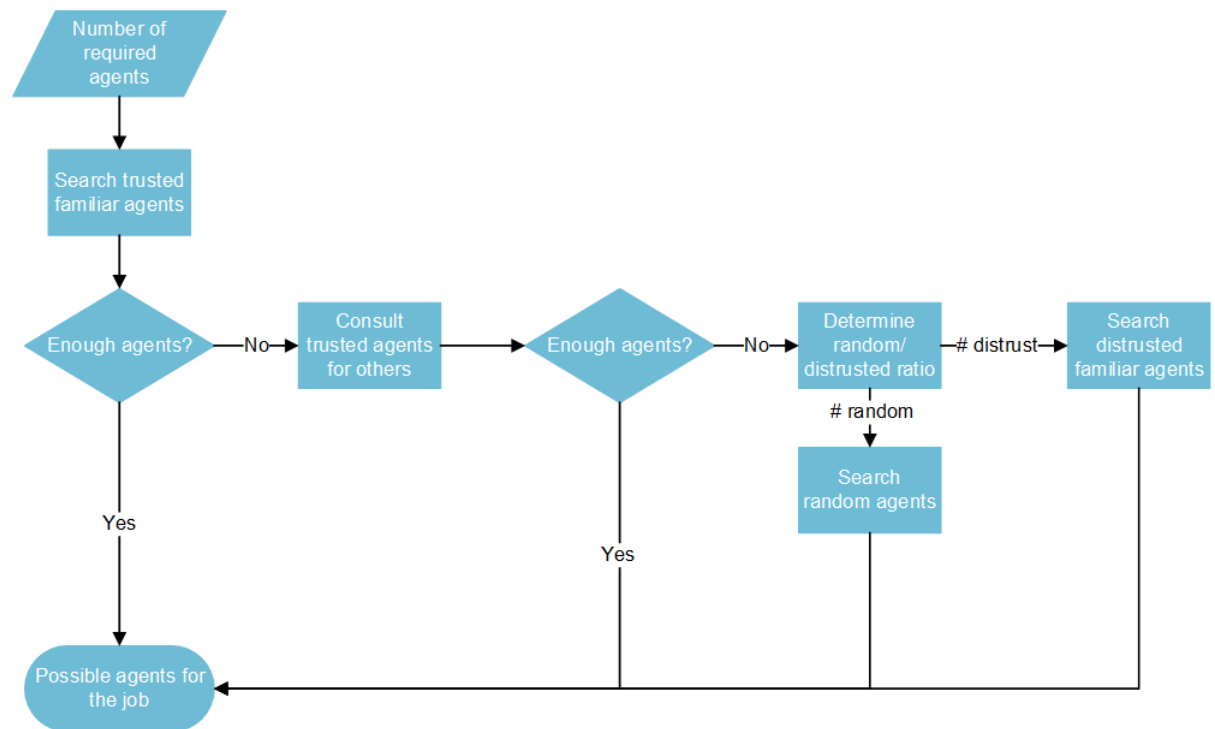 Number of
required
agents
Search trusted
familiar agents
Enough agents?
No
Consult
trusted agents
for others
Enough agents?
No
Determine
random/
distrusted ratio
# distrust
Search
distrusted
familiar agents
# random
Search
random agents
Yes
Yes
Possible agents for
the job